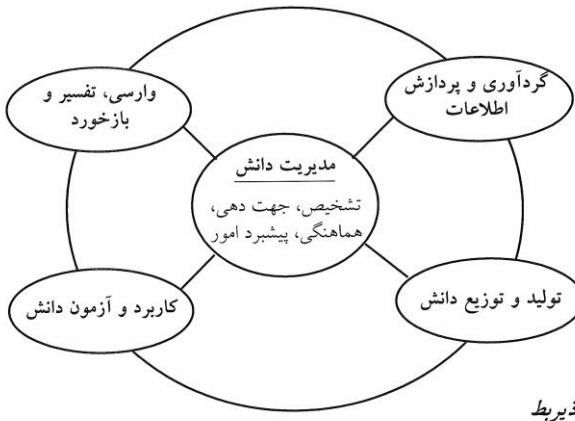 گردآوری و پردازش
اطلاعات
وارسی، تفسیر و
بازخورد
مدیریت دانش
تشخیص، جهت دهی،
هماهنگی، پیشبرد امور
تولید و توزیع دانش
کاربرد و آزمون دانش
ذیربط